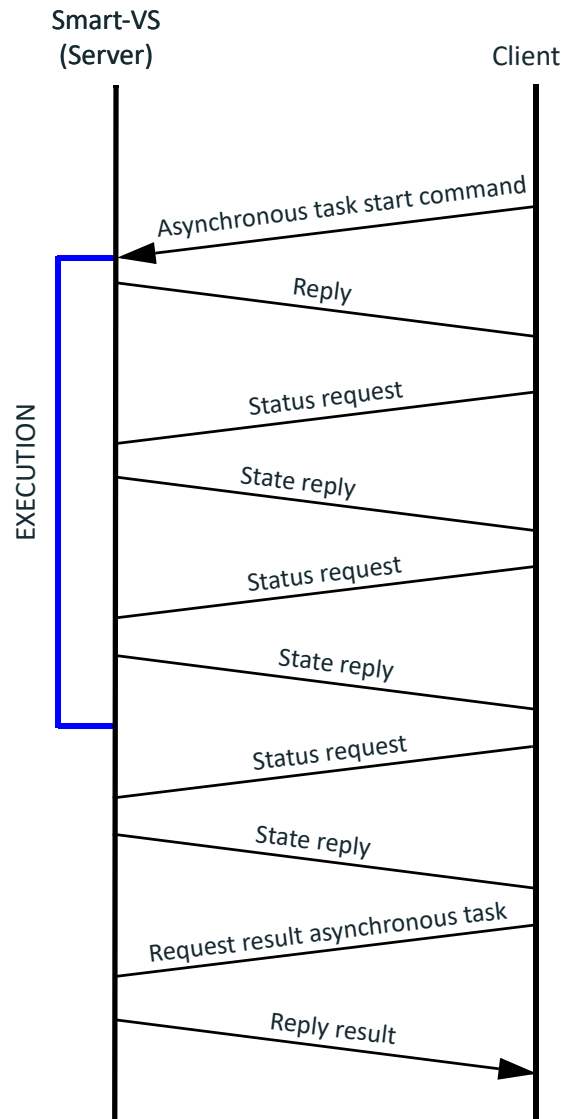 Smart-VS
(Server)
Client
Asynchronous task start command
Reply
Status request
State reply
EXECUTION
Status request
State reply
Status request
State reply
Request result asynchronous task
Reply result